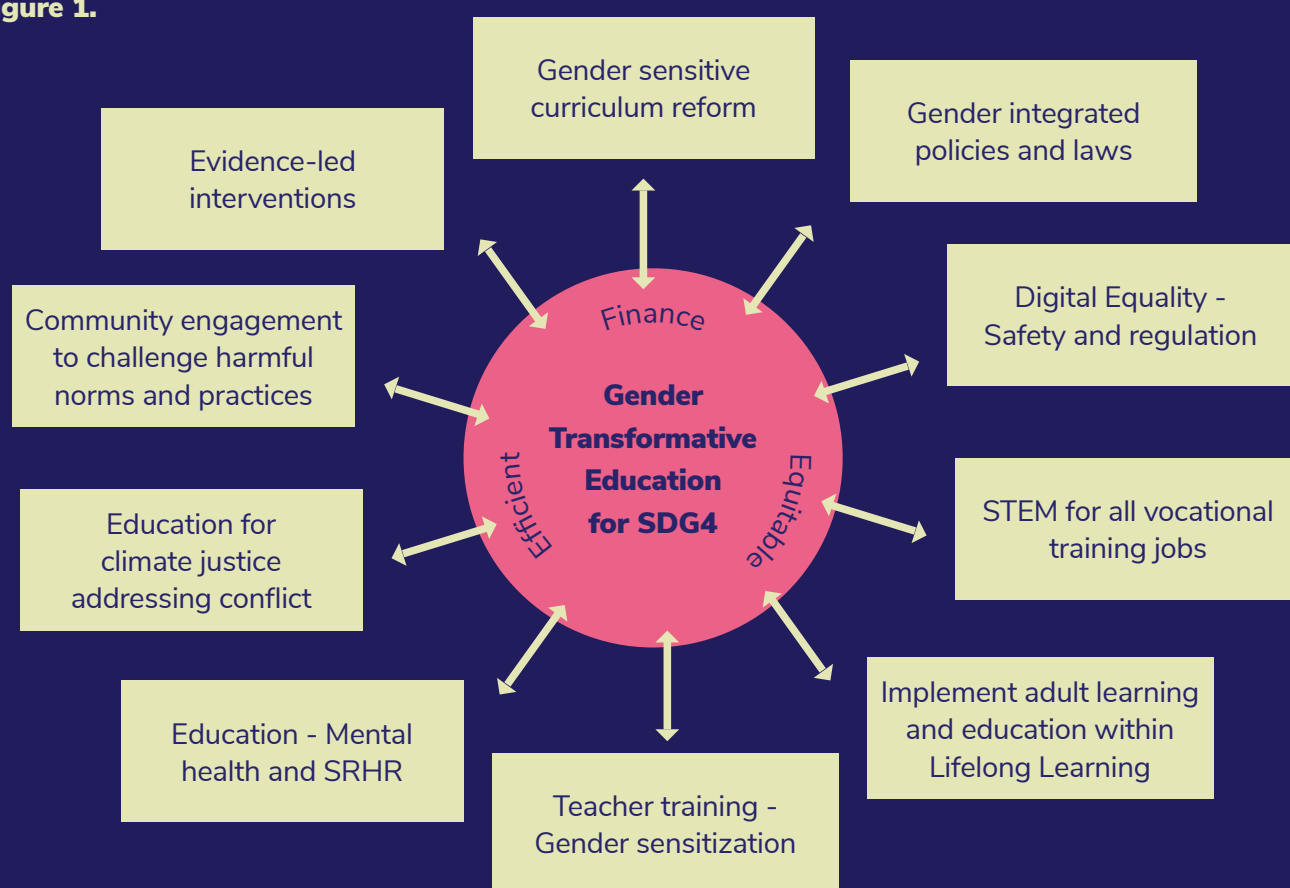 gure 1.
Gender sensitive
curriculum reform
Gender integrated
policies and laws
Evidence-led
interventions
Digital Equality -
Safety and regulation
Community engagement
to challenge harmful
norms and practices
Finance
Gender
Transformative
Education
for SDG4
Efficient
Equitable
STEM for all vocational
training jobs
Education for
climate justice
addressing conflict
Implement adult learning
and education within
Lifelong Learning
Education - Mental
health and SRHR
Teacher training -
Gender sensitization